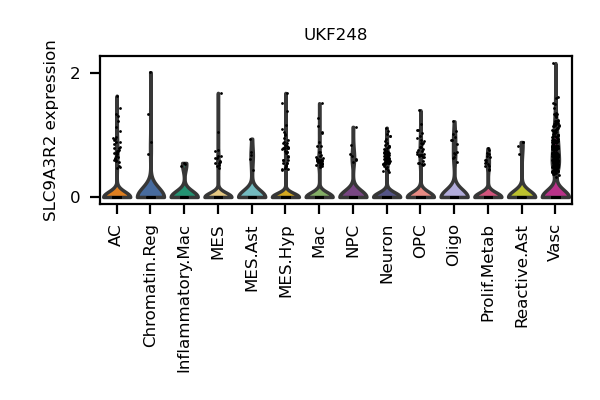 UKF248
SLC9A3R2 expression
2
0
AC
Chromatin.Reg
Inflammatory.Mac
MES
MES.Ast
MES.Hyp
Mac
NPC
Neuron
OPC
Oligo
Prolif.Metab
Reactive.Ast
Vasc